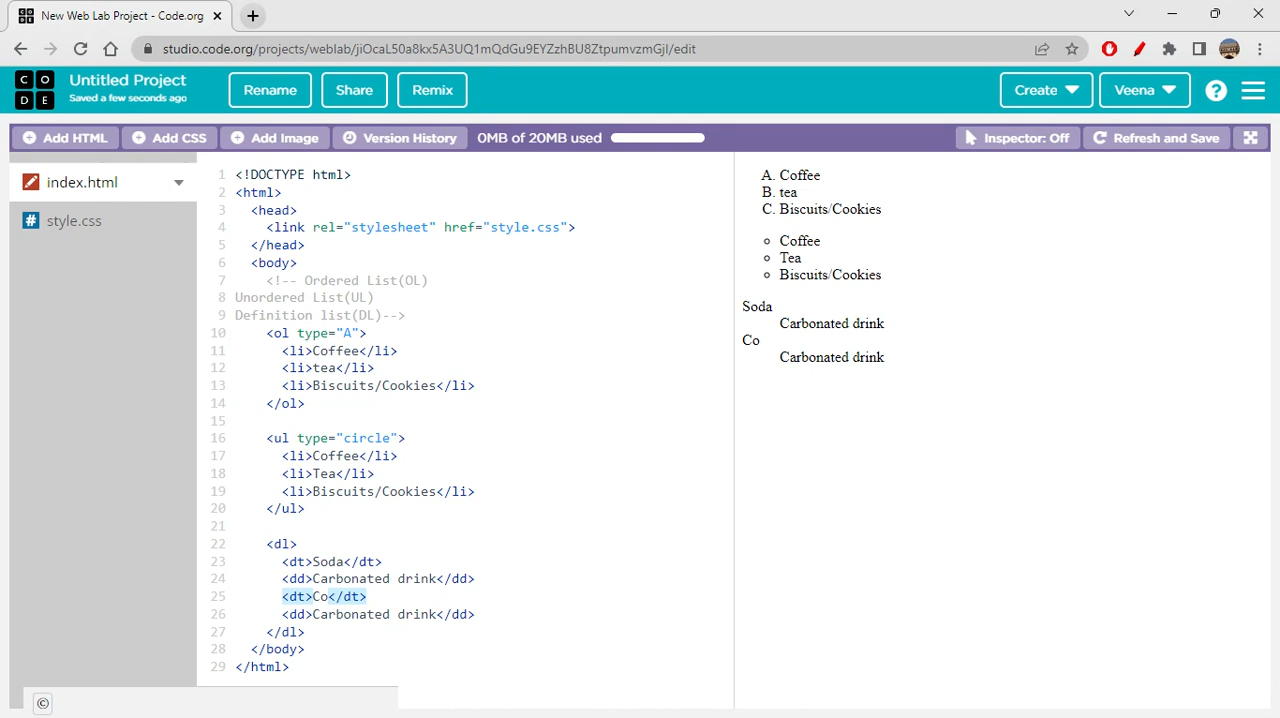 New Web Lab Project - Code.org
studio.code.org/projects/weblab/jiOcaL50a8kx5A3UQ1mQdGu9EYZzhBU8ZtpumvzmGjI/edit
C O D E
Untitled Project
Saved a few seconds ago
Rename Share Remix Create Veena ?
Add HTML Add CSS Add Image Version History 0MB of 20MB used Inspector: Off Refresh and Save
index.html
# style.css
1 <!DOCTYPE html>
2 <html>
3 <head>
4 <link rel="stylesheet" href="style.css">
5 </head>
6 <body>
7 <!-- Ordered List(OL)
8 Unordered List(UL)
9 Definition list(DL)-->
10 <ol type="A">
11 <li>Coffee</li>
12 <li>tea</li>
13 <li>Biscuits/Cookies</li>
14 </ol>
15
16 <ul type="circle">
17 <li>Coffee</li>
18 <li>Tea</li>
19 <li>Biscuits/Cookies</li>
20 </ul>
21
22 <dl>
23 <dt>Soda</dt>
24 <dd>Carbonated drink</dd>
25 <dt>Co</dt>
26 <dd>Carbonated drink</dd>
27 </dl>
28 </body>
29 </html>
A. Coffee
B. tea
C. Biscuits/Cookies
Coffee
Tea
Biscuits/Cookies
Soda
Carbonated drink
Co
Carbonated drink
©